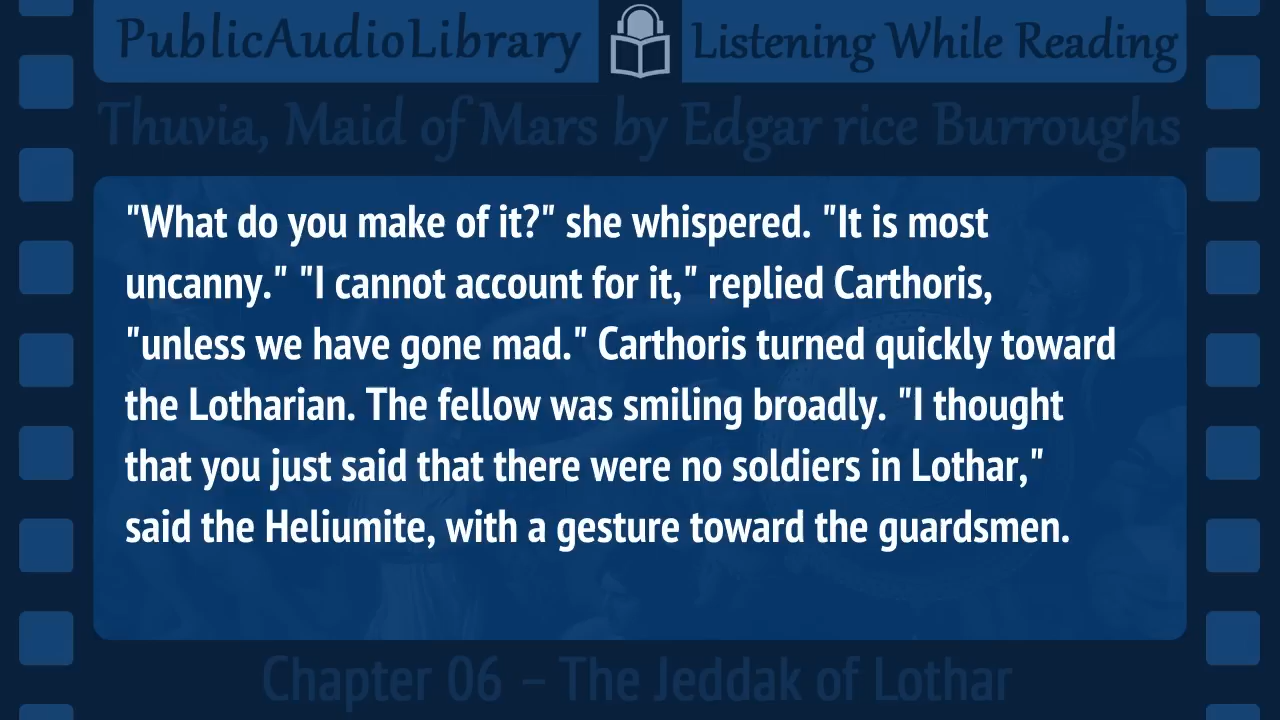 PublicAudioLibrary
Listening While Reading
Thuvia, Maid of Mars by Edgar rice Burroughs
"What do you make of it?" she whispered. "It is most
uncanny." "I cannot account for it," replied Carthoris,
"unless we have gone mad." Carthoris turned quickly toward
the Lotharian. The fellow was smiling broadly. "I thought
that you just said that there were no soldiers in Lothar,"
said the Heliumite, with a gesture toward the guardsmen.
Chapter 06 – The Jeddak of Lothar